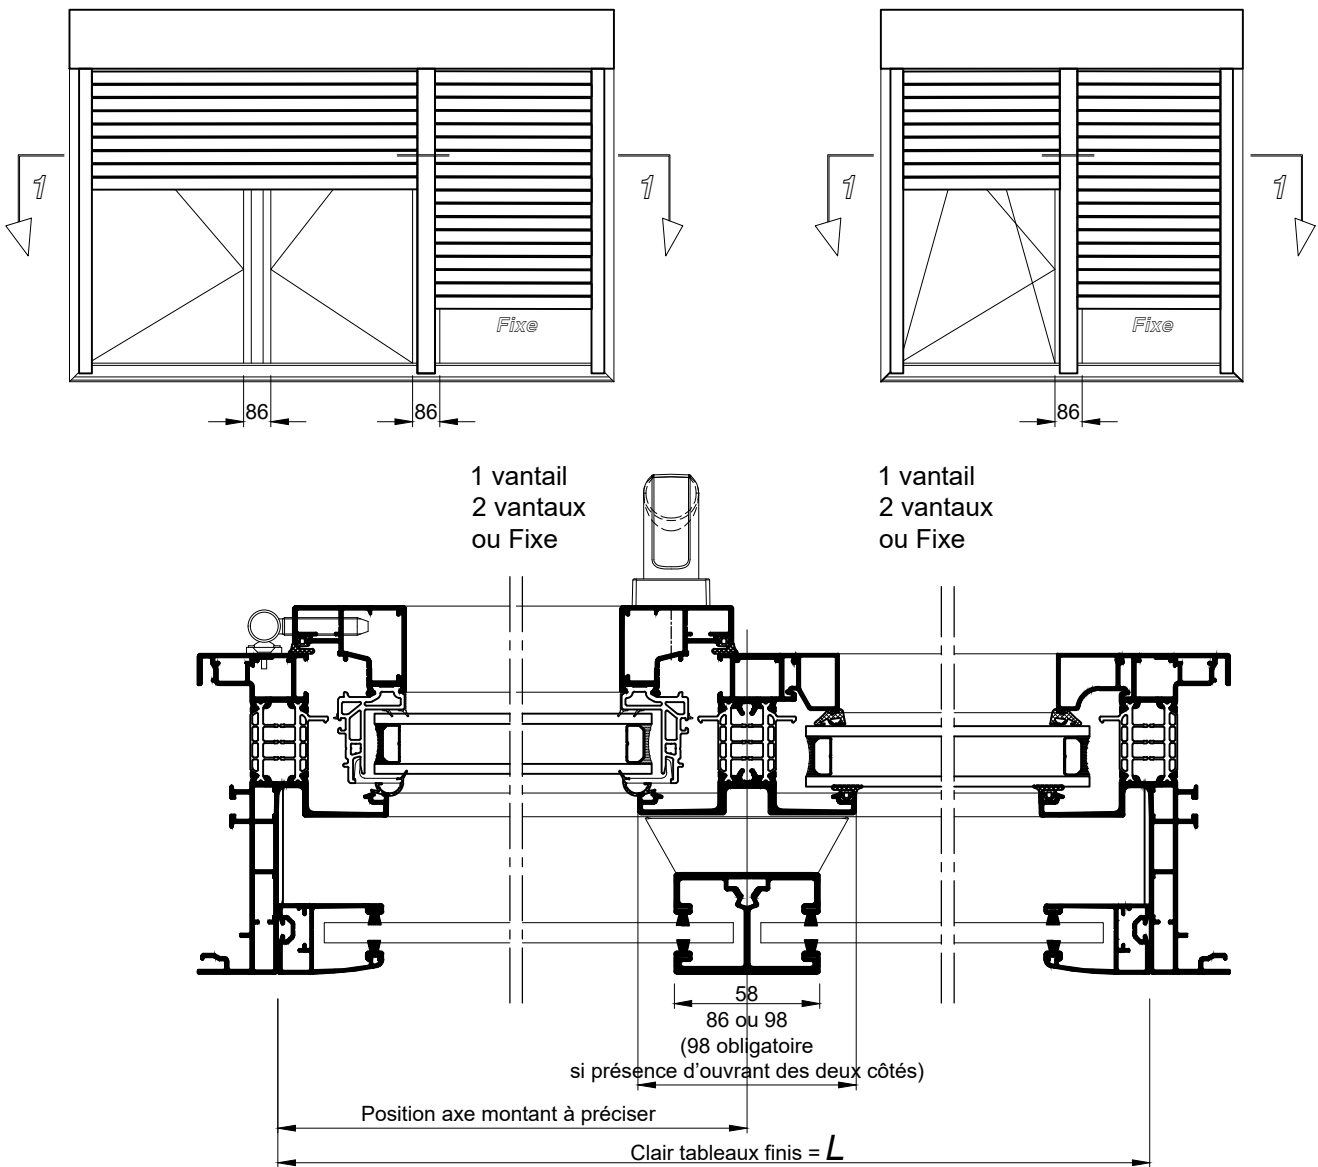 1
1
Fixe
86
86
1
1
Fixe
86
1 vantail
2 vantaux
ou Fixe
1 vantail
2 vantaux
ou Fixe
58
86 ou 98
(98 obligatoire
si présence d'ouvrant des deux côtés)
Position axe montant à préciser
Clair tableaux finis = L